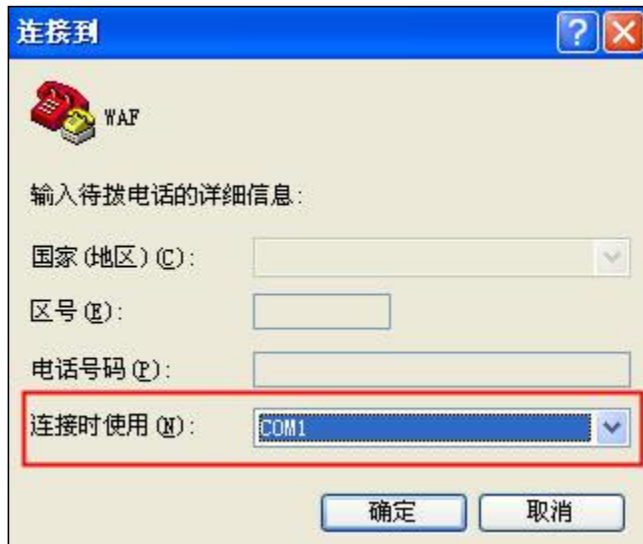 连接到
WAF
输入待拨电话的详细信息:
国家(地区)(C):
区号(E):
电话号码(P):
连接时使用(N): COM1
确定 取消